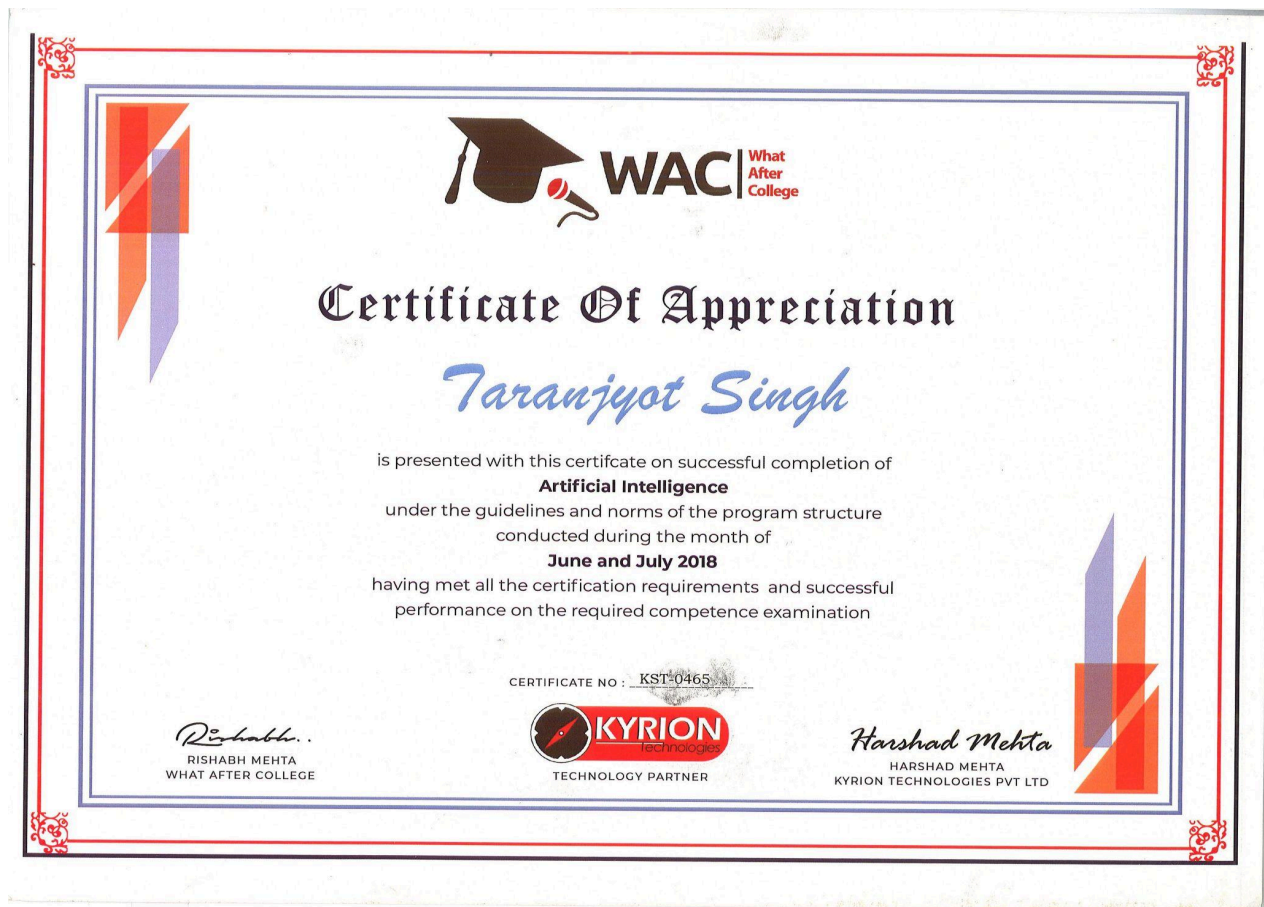 WAC
What
After
College
Certificate Of Appreciation
Taranjyot Singh
is presented with this certifcate on successful completion of
Artificial Intelligence
under the guidelines and norms of the program structure
conducted during the month of
June and July 2018
having met all the certification requirements and successful
performance on the required competence examination
CERTIFICATE NO : KST-0465
KYRION
Technologies
TECHNOLOGY PARTNER
Rishabh..
RISHABH MEHTA
WHAT AFTER COLLEGE
Harshad Mehta
HARSHAD MEHTA
KYRION TECHNOLOGIES PVT LTD